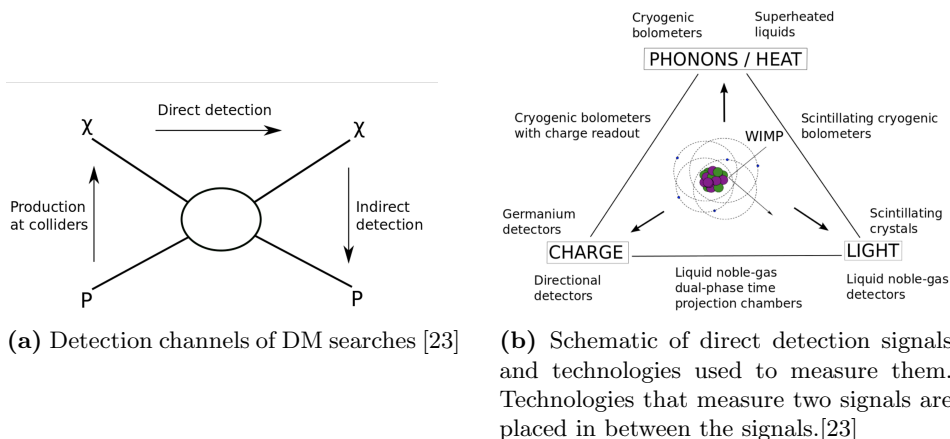 Direct detection
χ
χ
Production
at colliders
Indirect
detection
P
P
(a) Detection channels of DM searches [23]
Cryogenic
bolometers
Superheated
liquids
PHONONS / HEAT
Cryogenic bolometers
with charge readout
WIMP
Scintillating cryogenic
bolometers
Germanium
detectors
Scintillating
crystals
CHARGE
LIGHT
Directional
detectors
Liquid noble-gas
dual-phase time
projection chambers
Liquid noble-gas
detectors
(b) Schematic of direct detection signals
and technologies used to measure them.
Technologies that measure two signals are
placed in between the signals.[23]